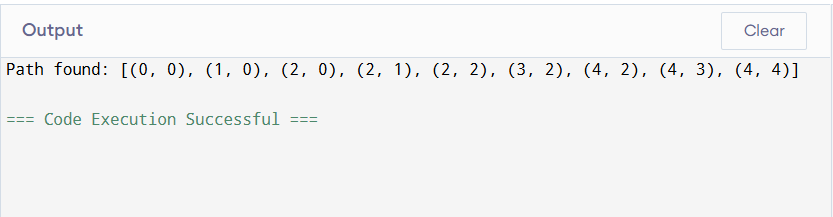 Output
Clear
Path found: [(0, 0), (1, 0), (2, 0), (2, 1), (2, 2), (3, 2), (4, 2), (4, 3), (4, 4)]
=== Code Execution Successful ===